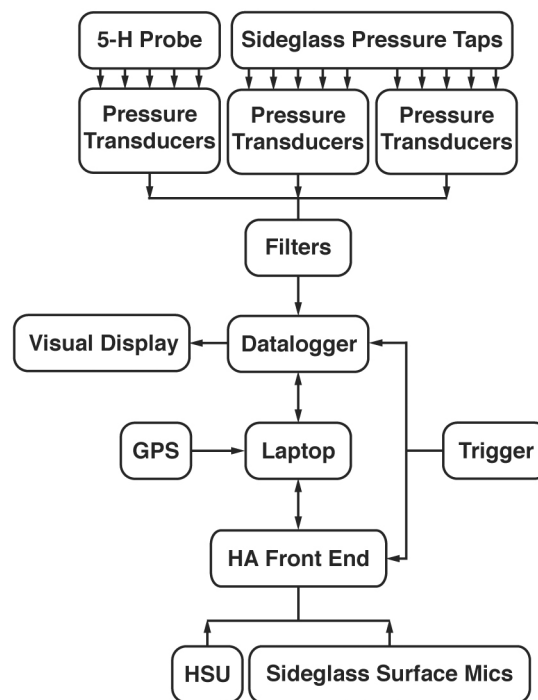 5-H Probe
Sideglass Pressure Taps
Pressure
Transducers
Pressure
Transducers
Pressure
Transducers
Filters
Visual Display
Datalogger
GPS
Laptop
Trigger
HA Front End
HSU
Sideglass Surface Mics